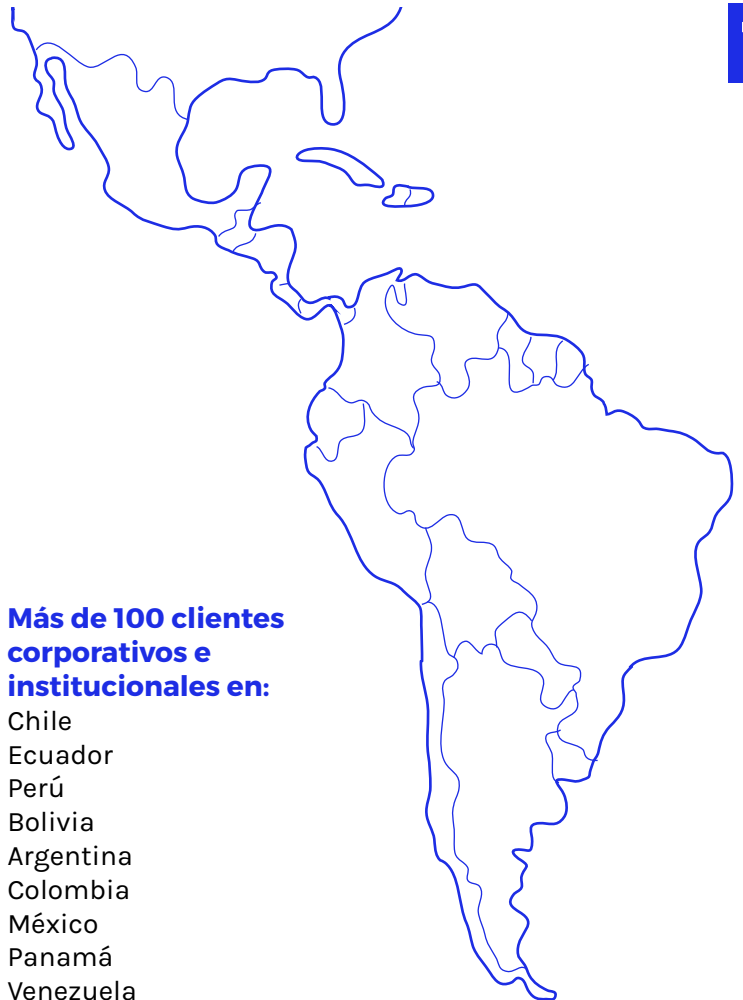 Más de 100 clientes
corporativos e
institucionales en:
Chile
Ecuador
Perú
Bolivia
Argentina
Colombia
México
Panamá
Venezuela